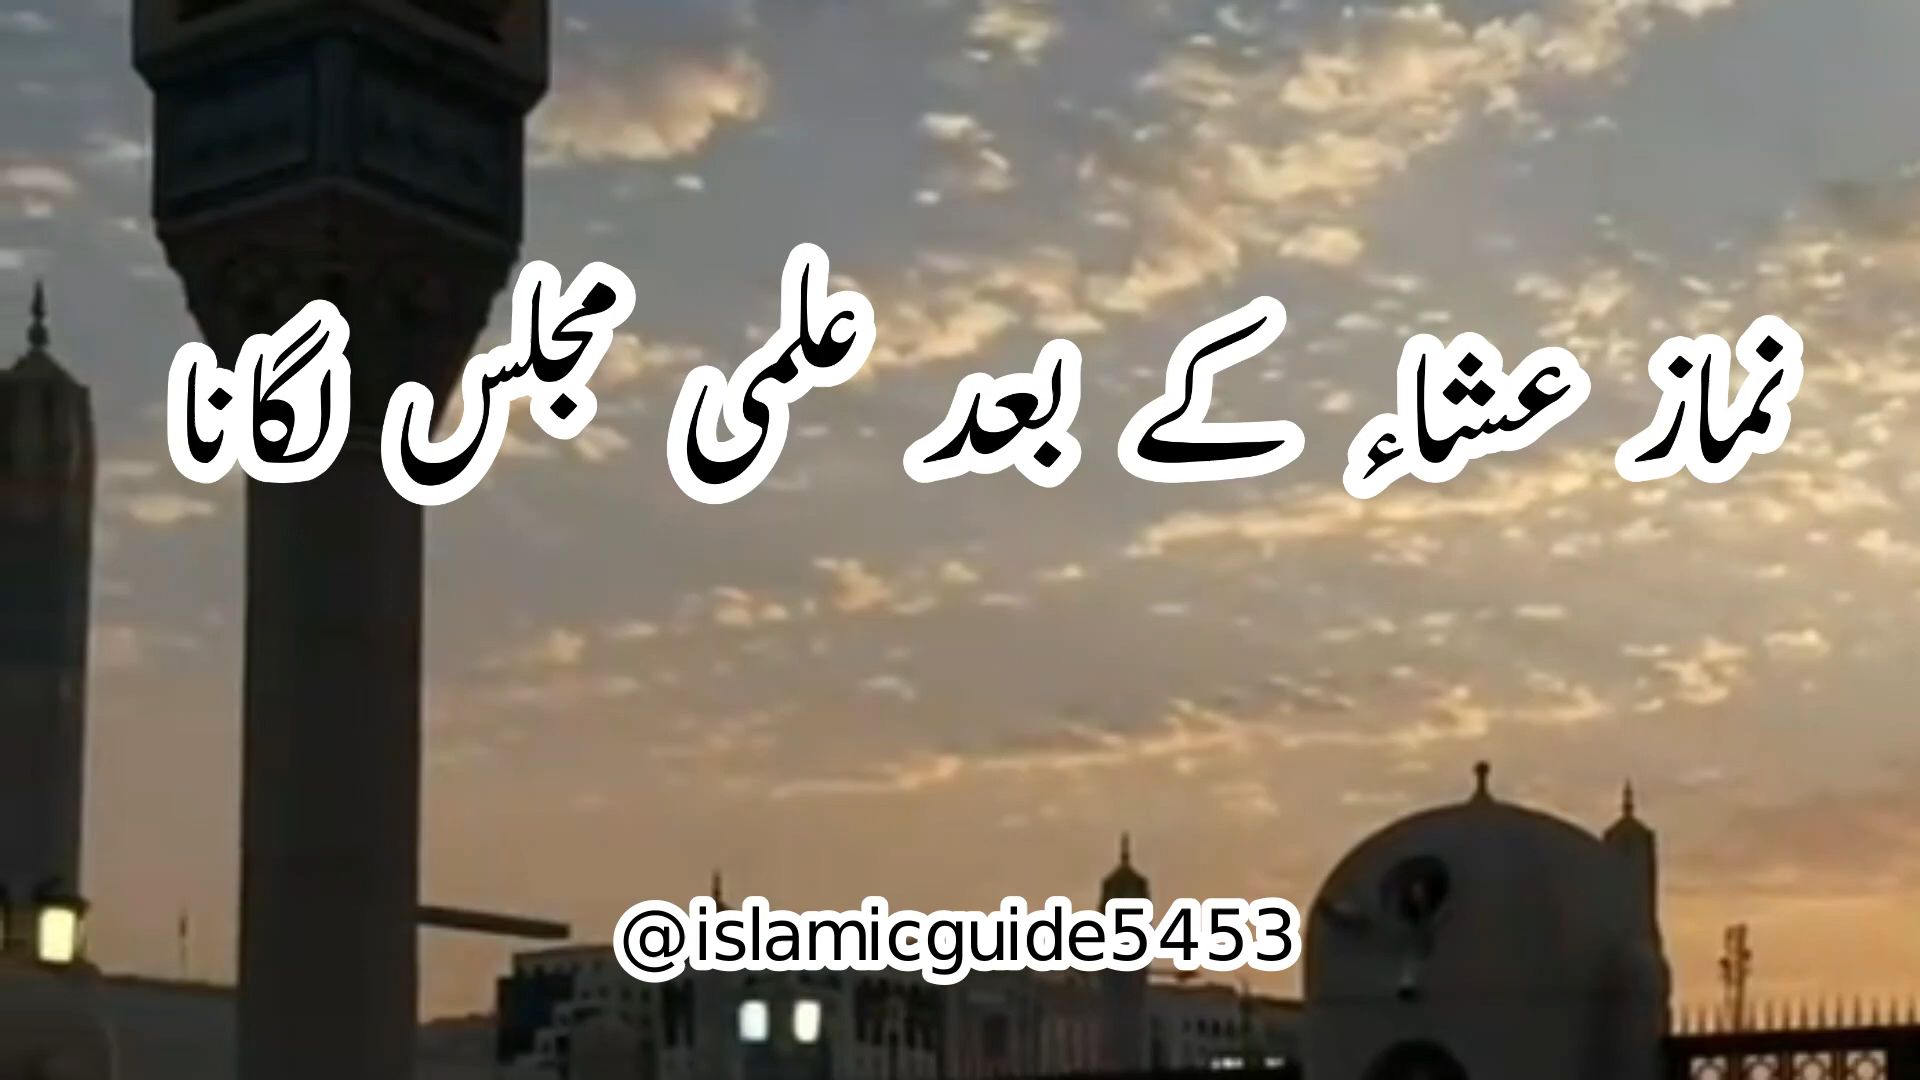 نماز عشاء کے بعد علمی مجلس لگانا
@islamicguide5453